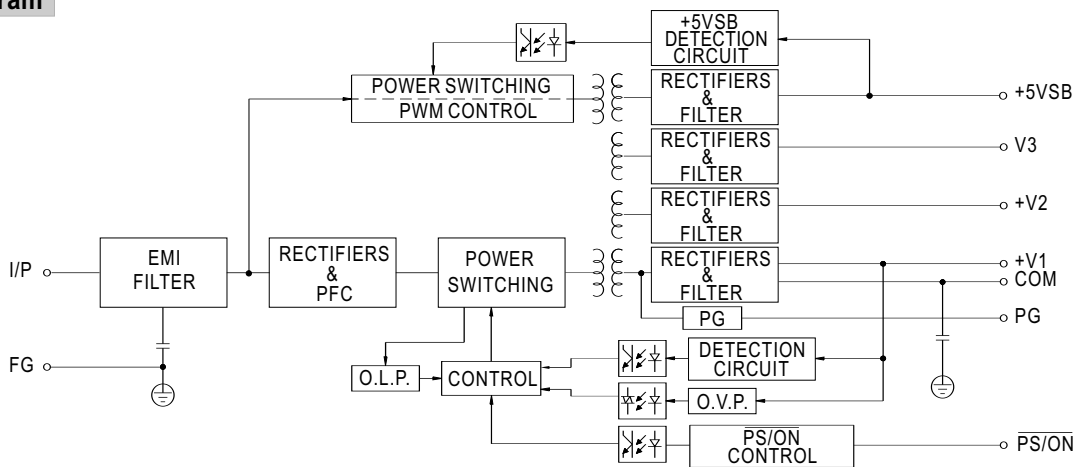 ram
+5VSB
DETECTION
CIRCUIT
POWER SWITCHING
PWM CONTROL
RECTIFIERS
&
FILTER
+5VSB
RECTIFIERS
&
FILTER
V3
RECTIFIERS
&
FILTER
+V2
I/P
EMI
FILTER
RECTIFIERS
&
PFC
POWER
SWITCHING
RECTIFIERS
&
FILTER
+V1
COM
PG
PG
FG
O.L.P.
CONTROL
DETECTION
CIRCUIT
O.V.P.
PS/ON
CONTROL
PS/ON